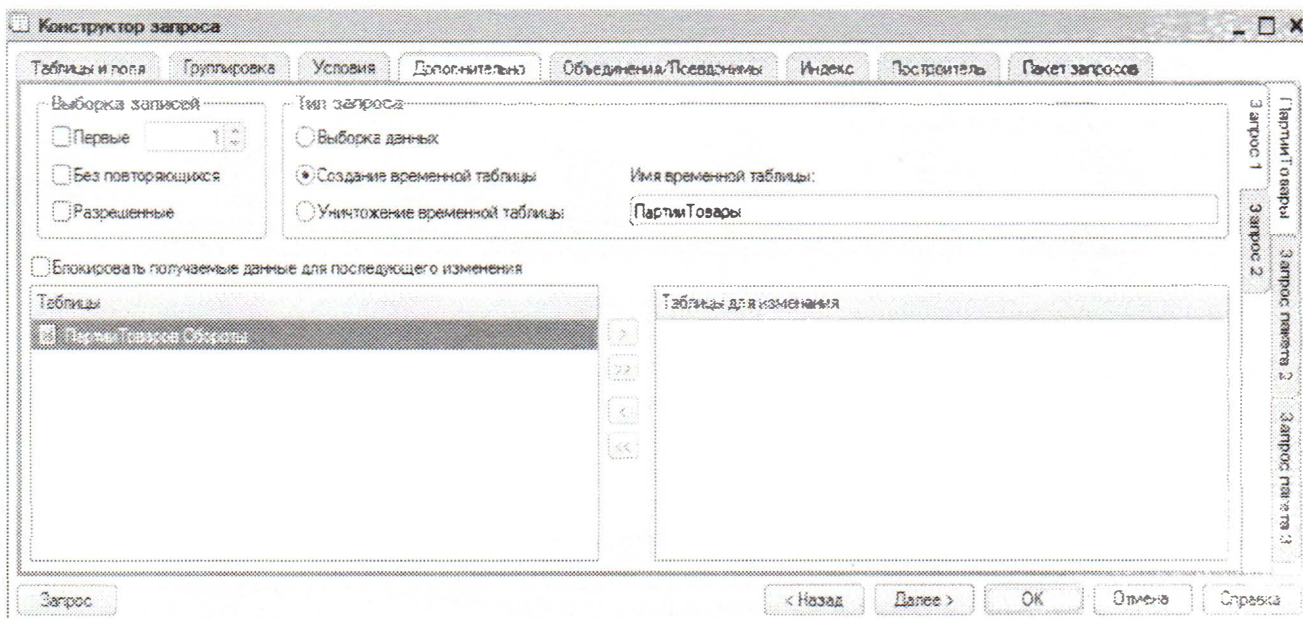 Конструктор запроса
Таблицы и поля Группировка Условия Дополнительно Объединения/Псевдонимы Индекс Построитель Пакет запросов
Выборка записей Тип запроса
Первые 1 Выборка данных
Без повторяющихся Создание временной таблицы Имя временной таблицы:
Разрешенные Уничтожение временной таблицы ПартииТовары
Блокировать получаемые данные для последующего изменения
Таблицы Таблицы для изменения
ПартииТоваров.Обороты
>
>>
<
<<
Запрос 1
Запрос 2
ПартииТовары
Запрос пакета 2
Запрос пакета 3
Запрос < Назад Далее > ОК Отмена Справка